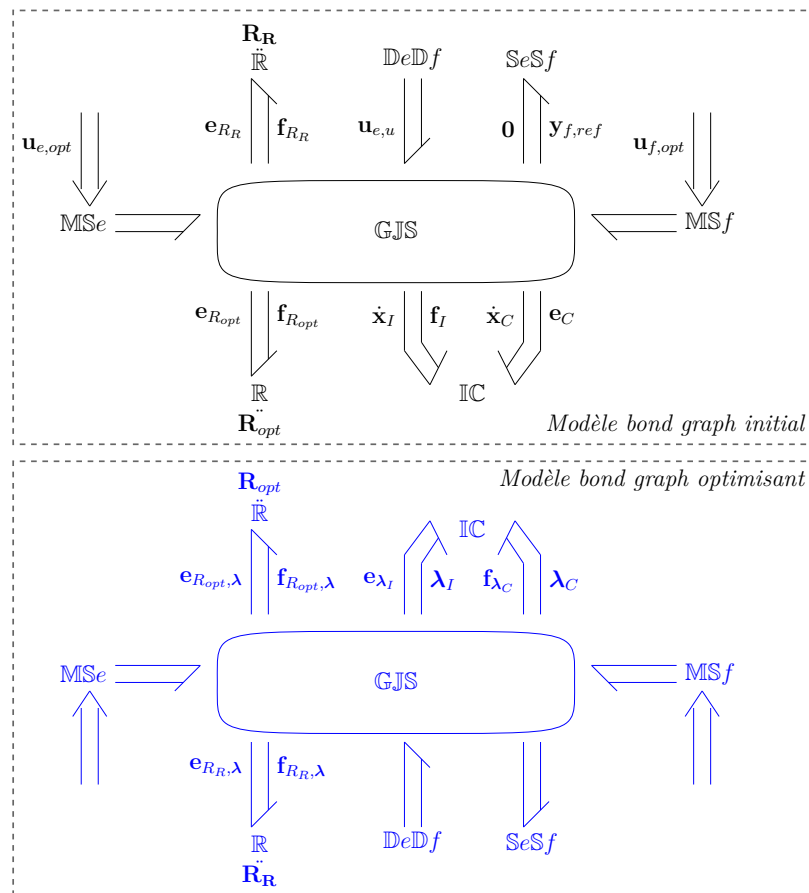 R_R
ℝ 𝔻e𝔻f 𝕊e𝕊f
e_{R_R} f_{R_R} u_{e,u} 0 y_{f,ref}
u_{e,opt} u_{f,opt}
𝕄𝕊e 𝔾𝕁𝕊 𝕄𝕊f
e_{R_{opt}} f_{R_{opt}} ẋ_I f_I ẋ_C e_C
ℝ 𝕀ℂ
R_{opt}
Modèle bond graph initial
Modèle bond graph optimisant
R_{opt}
ℝ 𝕀ℂ
e_{R_{opt},λ} f_{R_{opt},λ} e_{λ_I} λ_I f_{λ_C} λ_C
𝕄𝕊e 𝔾𝕁𝕊 𝕄𝕊f
e_{R_R,λ} f_{R_R,λ}
ℝ 𝔻e𝔻f 𝕊e𝕊f
R_R